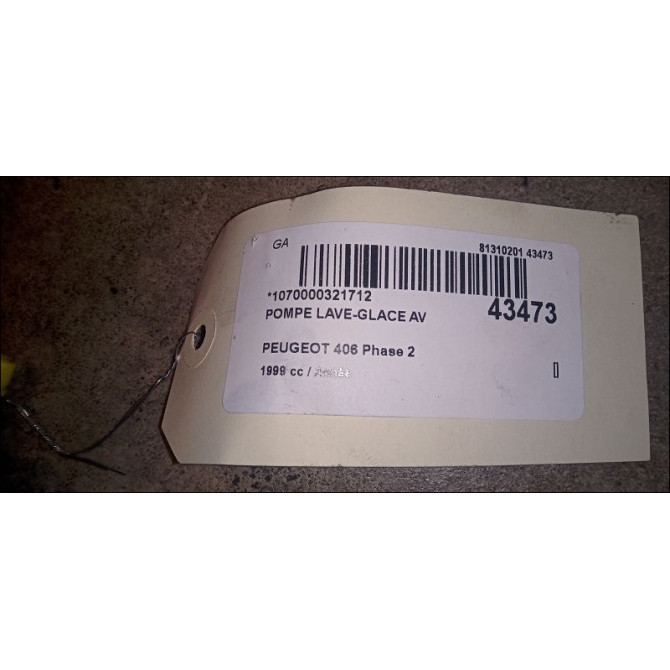 GA
81310201 43473
*1070000321712
43473
POMPE LAVE-GLACE AV
PEUGEOT 406 Phase 2
1999 cc /